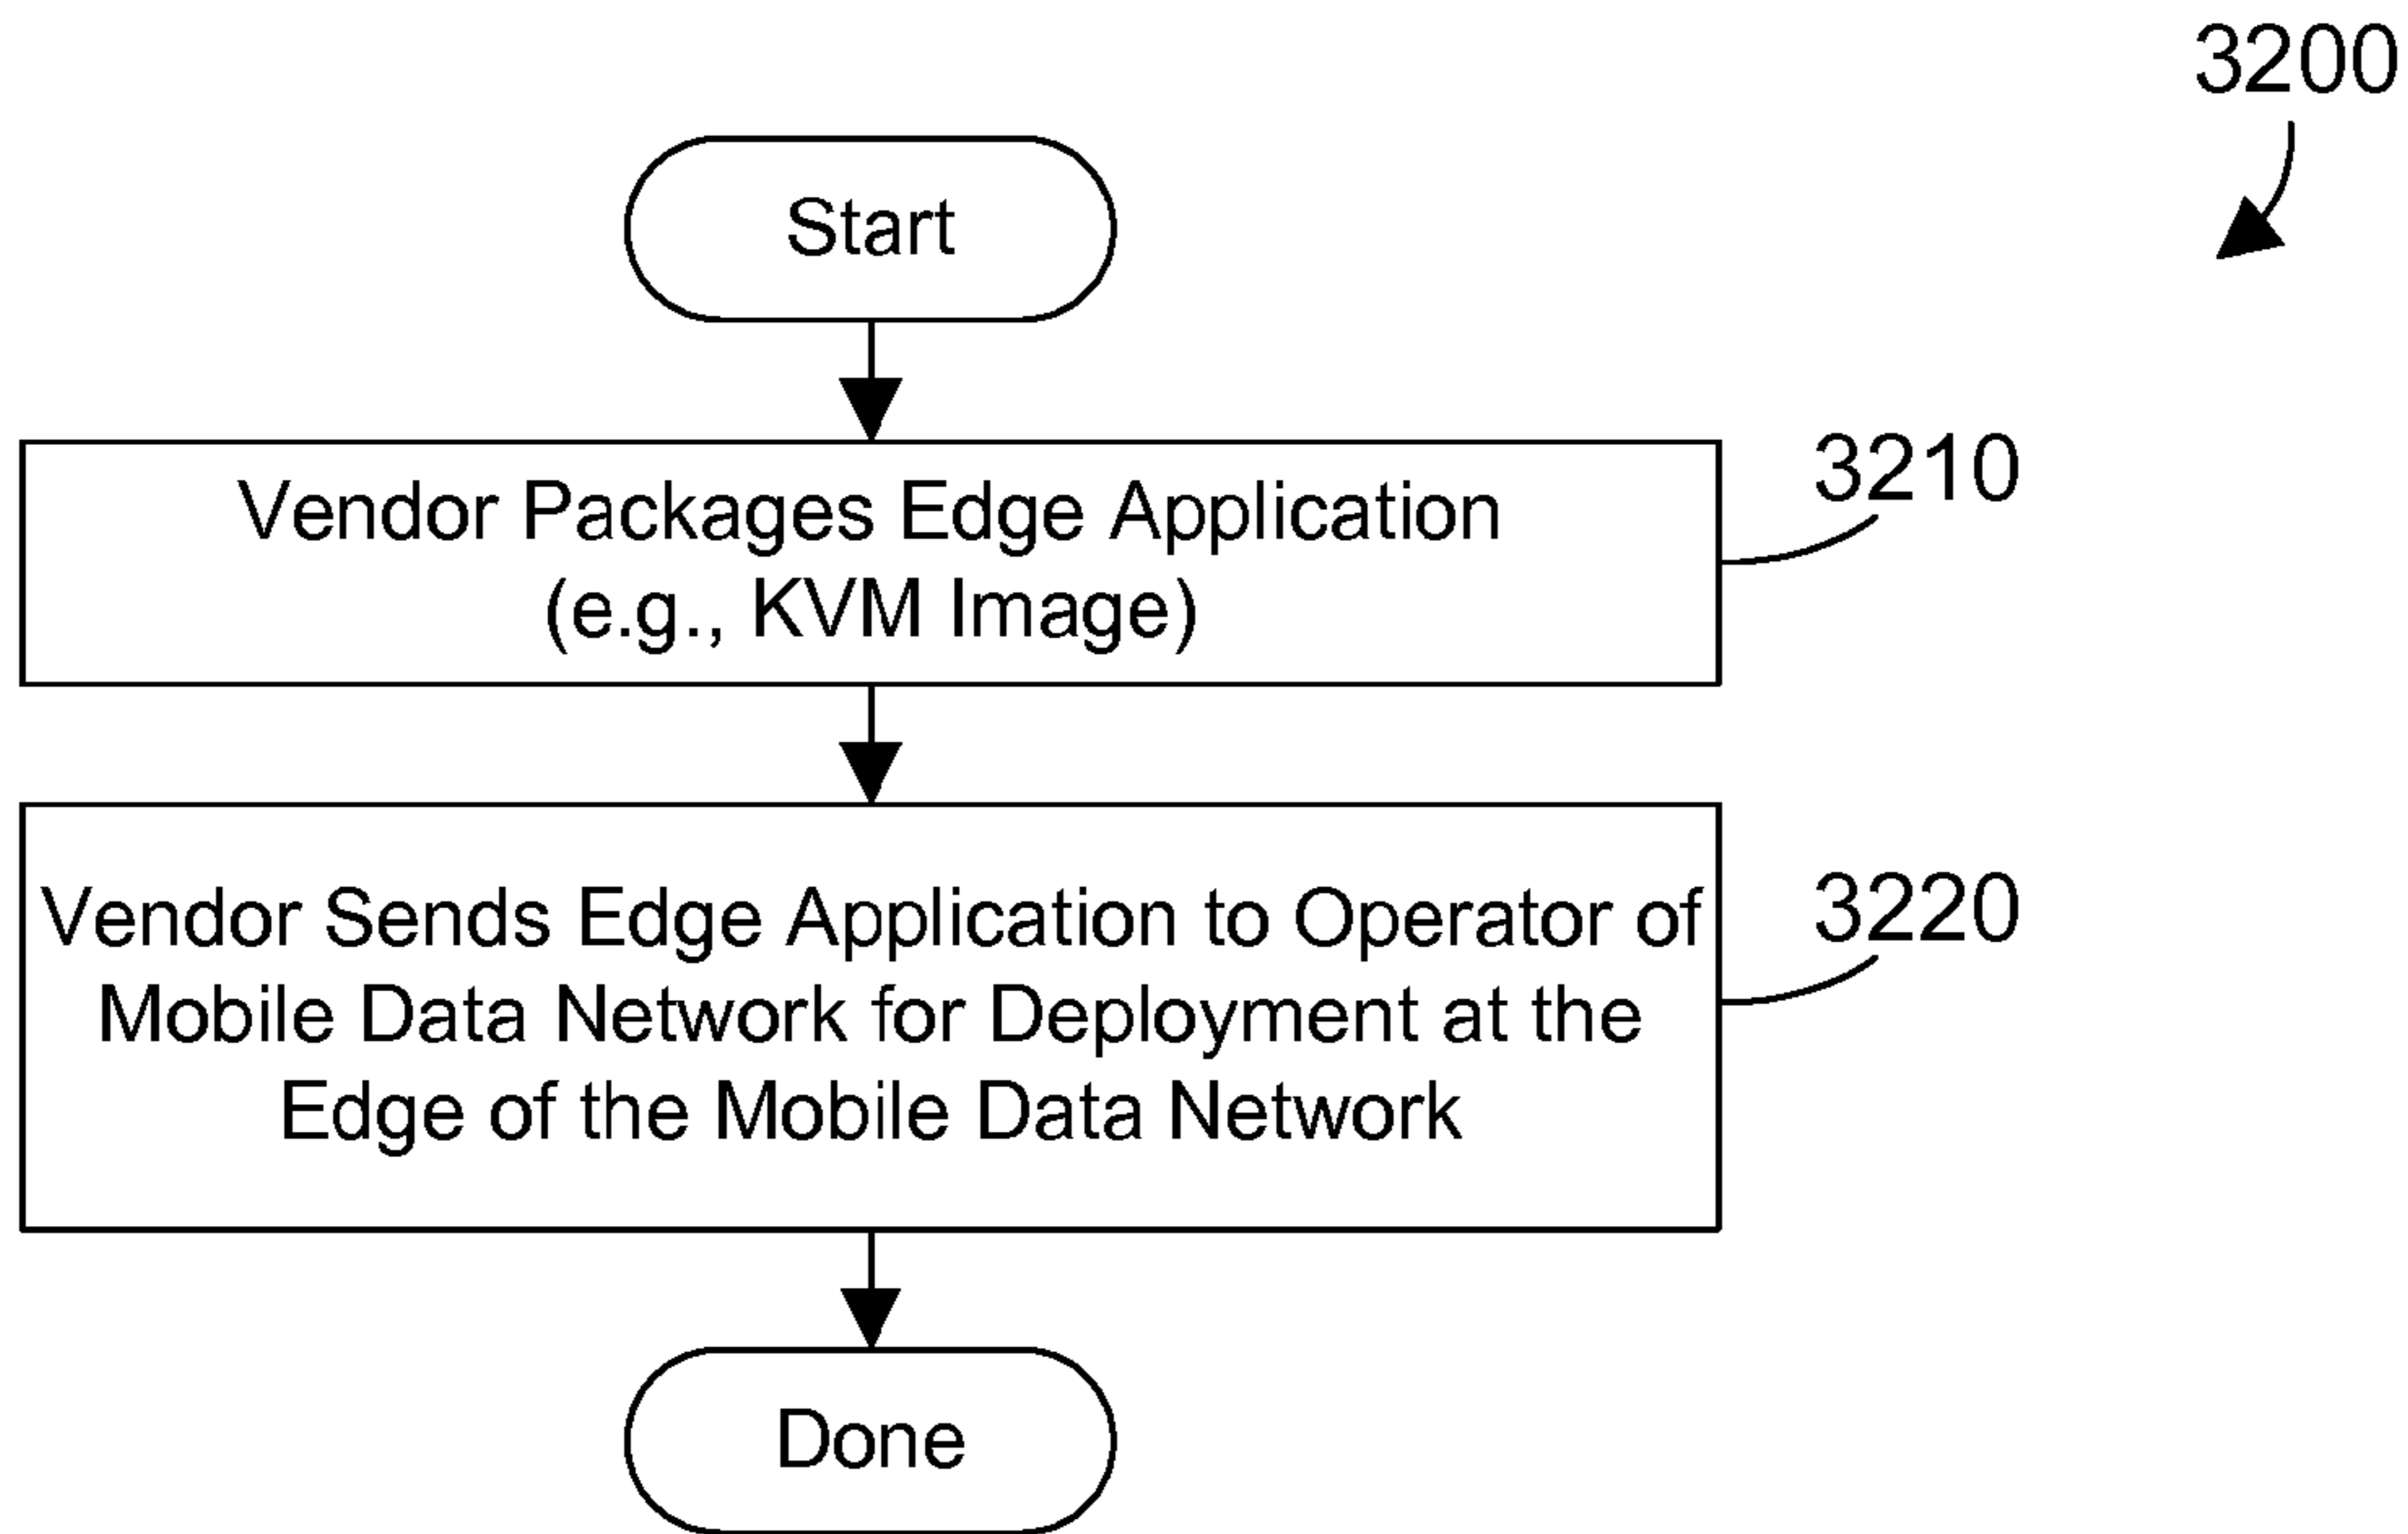 3200
Start
Vendor Packages Edge Application
(e.g., KVM Image)
3210
Vendor Sends Edge Application to Operator of
Mobile Data Network for Deployment at the
Edge of the Mobile Data Network
3220
Done